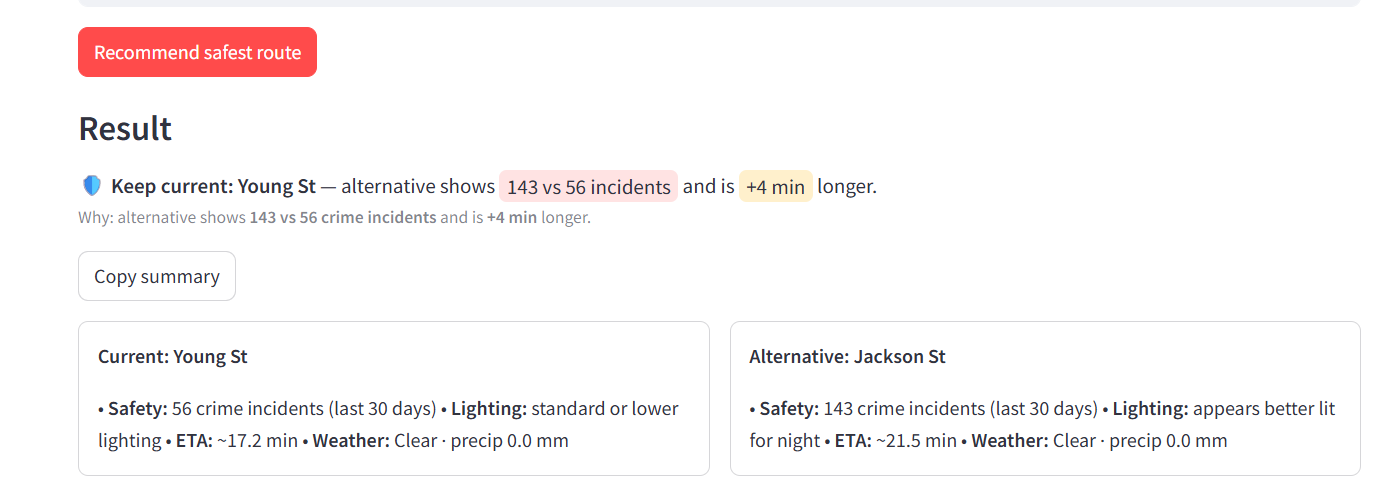 Recommend safest route
Result
Keep current: Young St — alternative shows 143 vs 56 incidents and is +4 min longer.
Why: alternative shows 143 vs 56 crime incidents and is +4 min longer.
Copy summary
Current: Young St
• Safety: 56 crime incidents (last 30 days) • Lighting: standard or lower
lighting • ETA: ~17.2 min • Weather: Clear · precip 0.0 mm
Alternative: Jackson St
• Safety: 143 crime incidents (last 30 days) • Lighting: appears better lit
for night • ETA: ~21.5 min • Weather: Clear · precip 0.0 mm